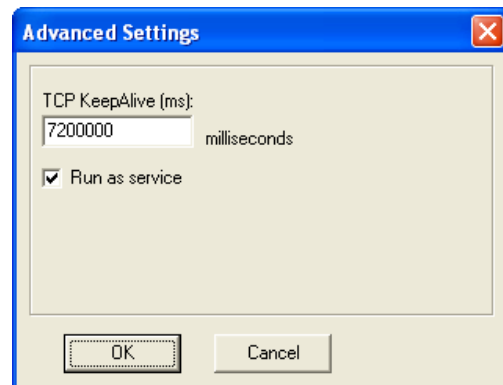 Advanced Settings
TCP KeepAlive (ms):
7200000 milliseconds
Run as service
OK Cancel